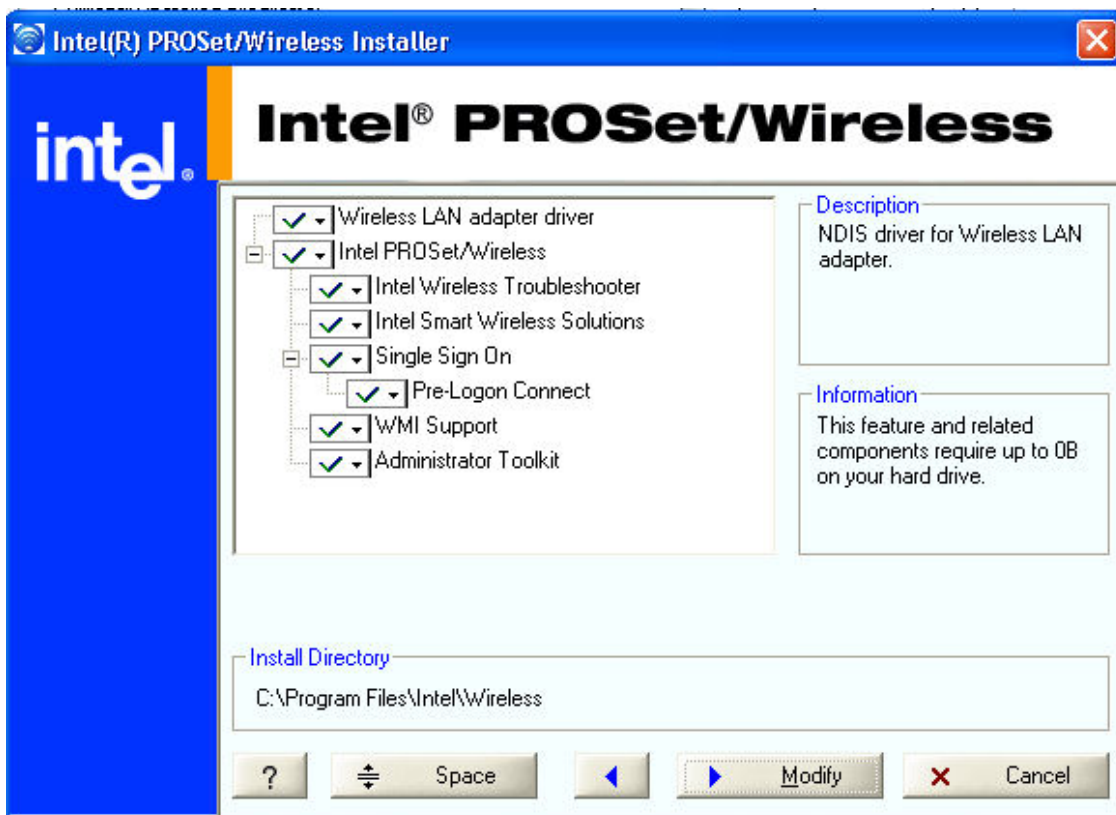 Intel(R) PROSet/Wireless Installer
intel®
Intel® PROSet/Wireless
Wireless LAN adapter driver
Intel PROSet/Wireless
Intel Wireless Troubleshooter
Intel Smart Wireless Solutions
Single Sign On
Pre-Logon Connect
WMI Support
Administrator Toolkit
Description
NDIS driver for Wireless LAN
adapter.
Information
This feature and related
components require up to 0B
on your hard drive.
Install Directory
C:\Program Files\Intel\Wireless
?
Space
Modify
Cancel